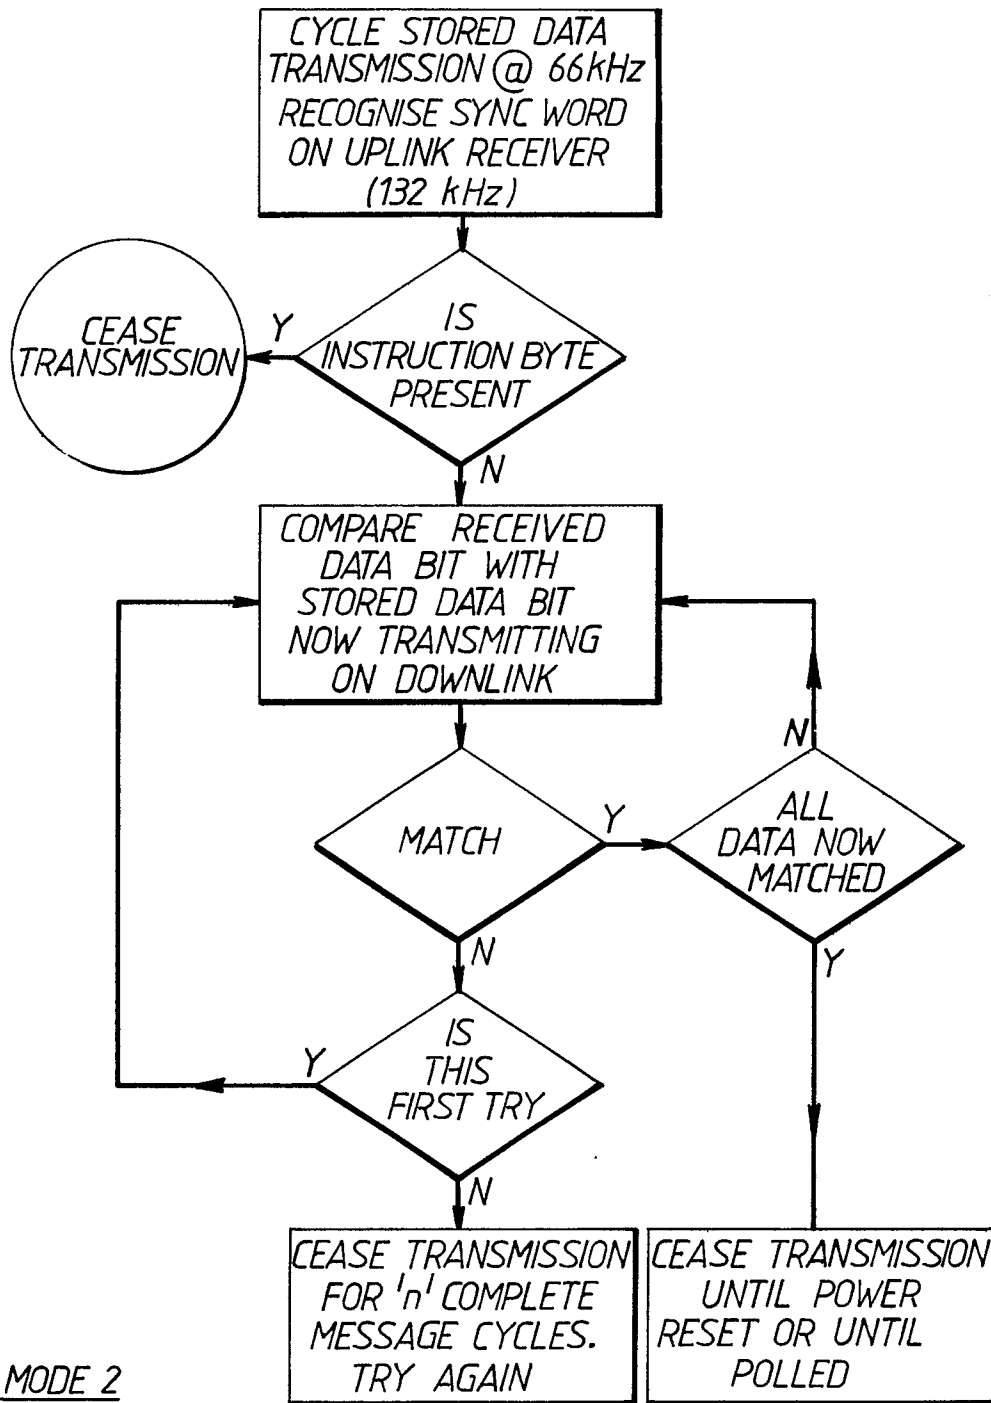 CYCLE STORED DATA
TRANSMISSION @ 66kHz
RECOGNISE SYNC WORD
ON UPLINK RECEIVER
(132 kHz)
CEASE
TRANSMISSION
Y
IS
INSTRUCTION BYTE
PRESENT
N
COMPARE RECEIVED
DATA BIT WITH
STORED DATA BIT
NOW TRANSMITTING
ON DOWNLINK
MATCH
Y
N
ALL
DATA NOW
MATCHED
N
Y
Y
IS
THIS
FIRST TRY
N
CEASE TRANSMISSION
FOR 'n' COMPLETE
MESSAGE CYCLES.
TRY AGAIN
CEASE TRANSMISSION
UNTIL POWER
RESET OR UNTIL
POLLED
MODE 2